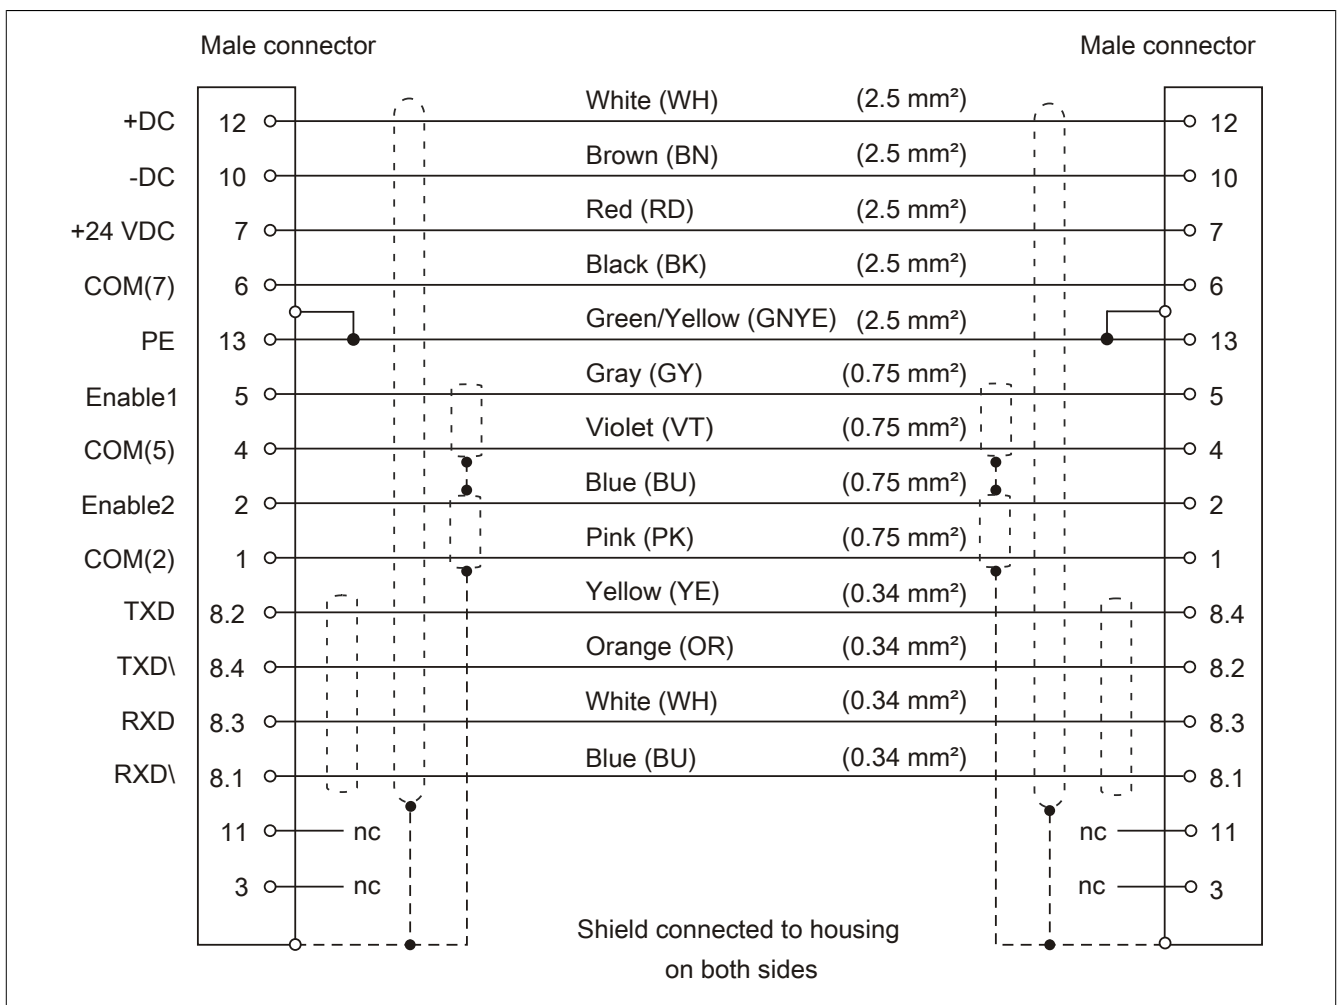 Male connector Male connector
+DC 12 White (WH) (2.5 mm²) 12
-DC 10 Brown (BN) (2.5 mm²) 10
+24 VDC 7 Red (RD) (2.5 mm²) 7
COM(7) 6 Black (BK) (2.5 mm²) 6
PE 13 Green/Yellow (GNYE) (2.5 mm²) 13
Enable1 5 Gray (GY) (0.75 mm²) 5
COM(5) 4 Violet (VT) (0.75 mm²) 4
Enable2 2 Blue (BU) (0.75 mm²) 2
COM(2) 1 Pink (PK) (0.75 mm²) 1
TXD 8.2 Yellow (YE) (0.34 mm²) 8.4
TXD\ 8.4 Orange (OR) (0.34 mm²) 8.2
RXD 8.3 White (WH) (0.34 mm²) 8.3
RXD\ 8.1 Blue (BU) (0.34 mm²) 8.1
11 nc nc 11
3 nc nc 3
Shield connected to housing
on both sides